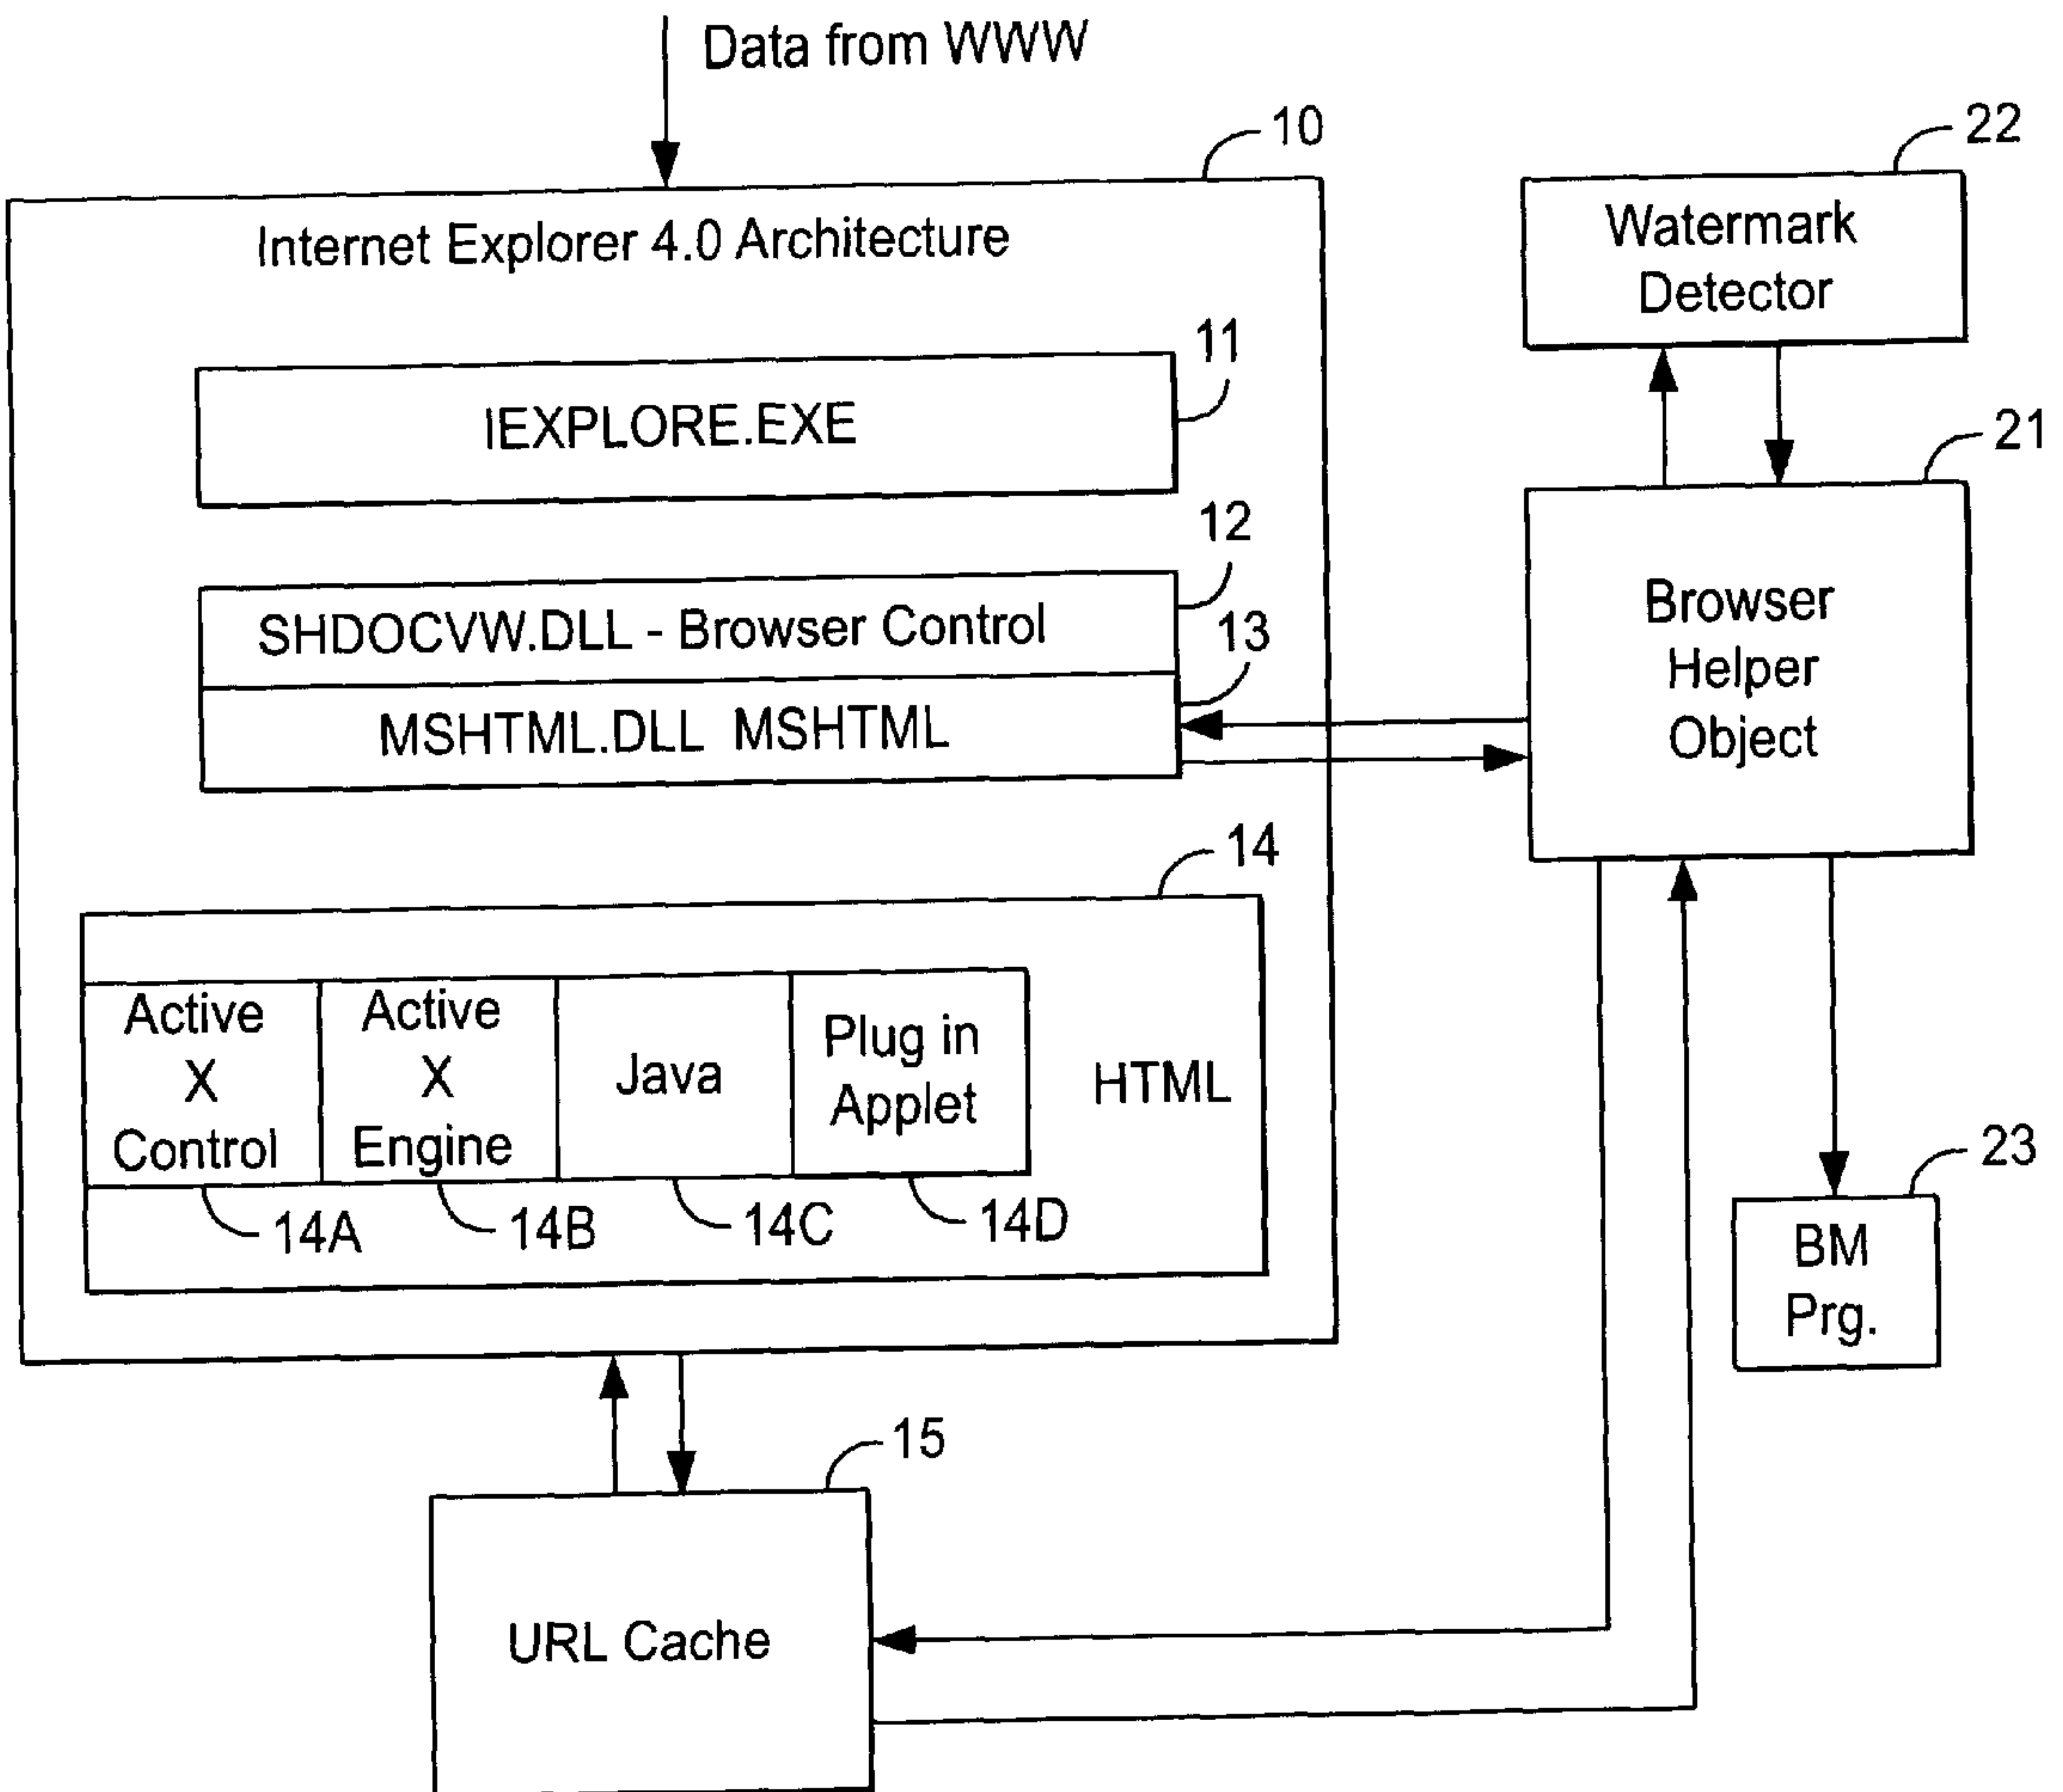 Data from WWW
10
Internet Explorer 4.0 Architecture
11
IEXPLORE.EXE
12
SHDOCVW.DLL - Browser Control
13
MSHTML.DLL MSHTML
14
Active
X
Control
Active
X
Engine
Java
Plug in
Applet
HTML
14A
14B
14C
14D
15
URL Cache
22
Watermark
Detector
21
Browser
Helper
Object
23
BM
Prg.